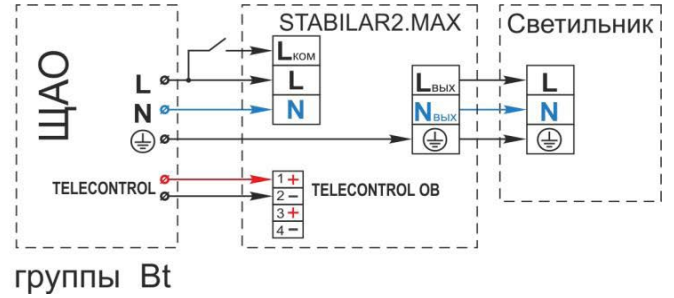 STABILAR2.MAX
Светильник
ЩАО
Lком
L
L
N
N
Lвых
Nвых
L
N
TELECONTROL
1 +
2 –
3 +
4 –
TELECONTROL OB
группы Bt